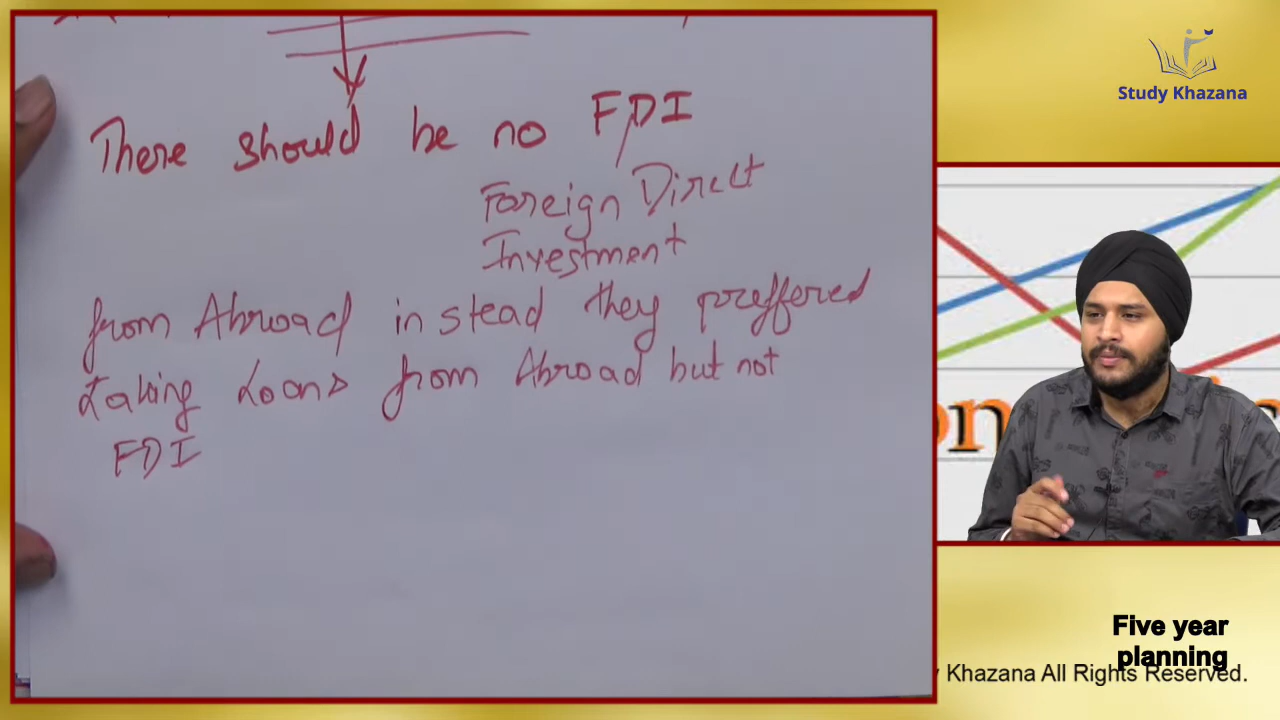 There should be no FDI
Foreign Direct
Investment
from Abroad instead they preffered
taking Loans from Abroad but not
FDI
Study Khazana
on
Five year
planning
Khazana All Rights Reserved.